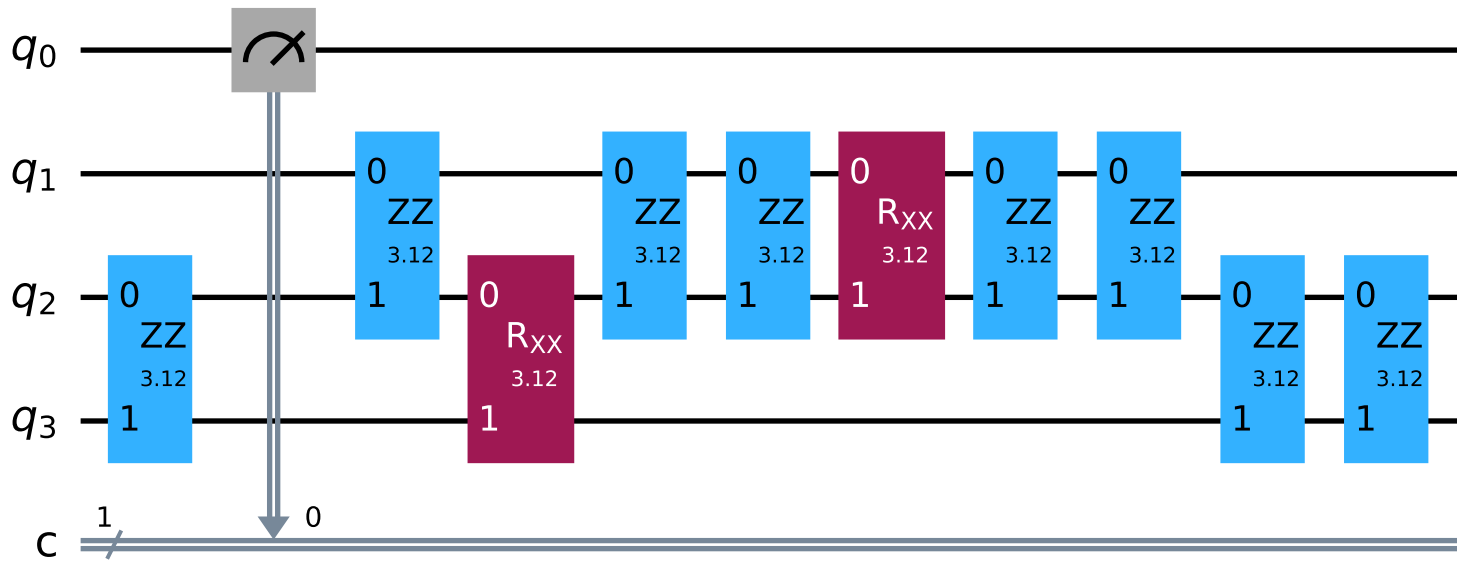 q0
q1
0 0 0 0 0 0
ZZ ZZ ZZ RXX ZZ ZZ
3.12 3.12 3.12 3.12 3.12 3.12
q2
0 1 0 1 1 1 1 1 0 0
ZZ RXX ZZ ZZ
3.12 3.12 3.12 3.12
q3
1 1 1 1
1 0
c